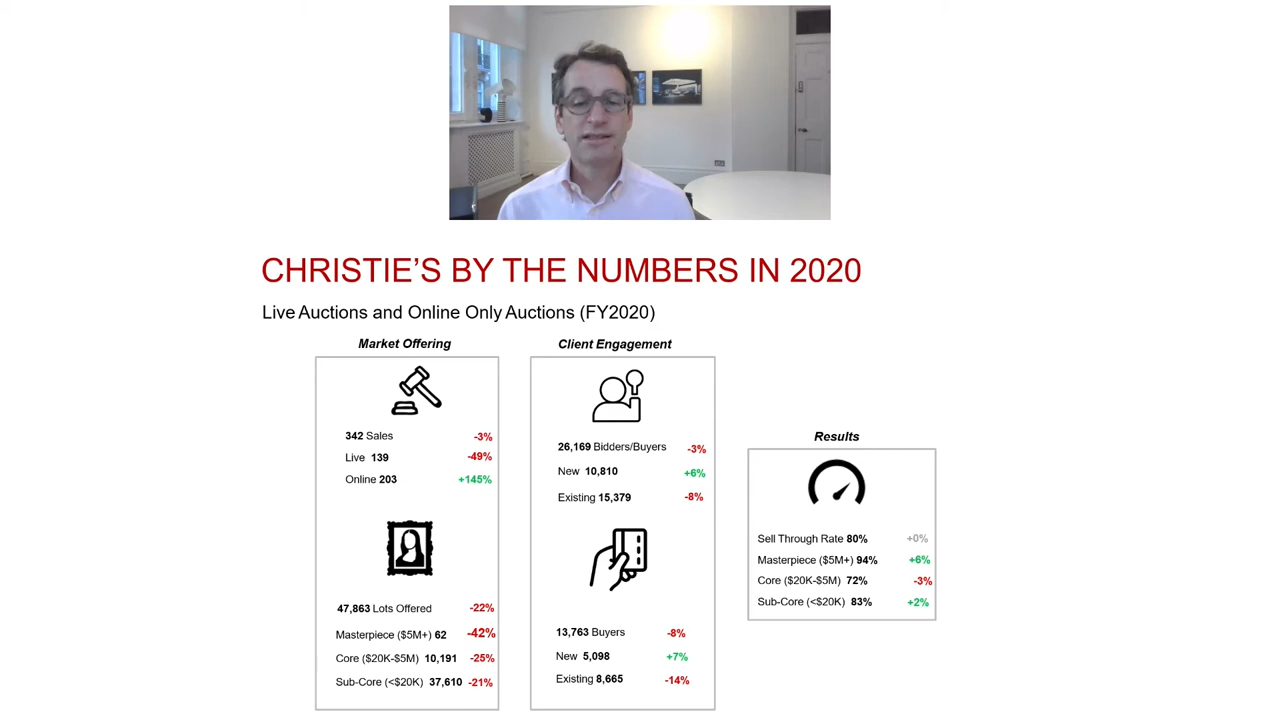 CHRISTIE'S BY THE NUMBERS IN 2020
Live Auctions and Online Only Auctions (FY2020)
Market Offering
342 Sales -3%
Live 139 -49%
Online 203 +145%
47,863 Lots Offered -22%
Masterpiece ($5M+) 62 -42%
Core ($20K-$5M) 10,191 -25%
Sub-Core (<$20K) 37,610 -21%
Client Engagement
26,169 Bidders/Buyers -3%
New 10,810 +6%
Existing 15,379 -8%
13,763 Buyers -8%
New 5,098 +7%
Existing 8,665 -14%
Results
Sell Through Rate 80% +0%
Masterpiece ($5M+) 94% +6%
Core ($20K-$5M) 72% -3%
Sub-Core (<$20K) 83% +2%